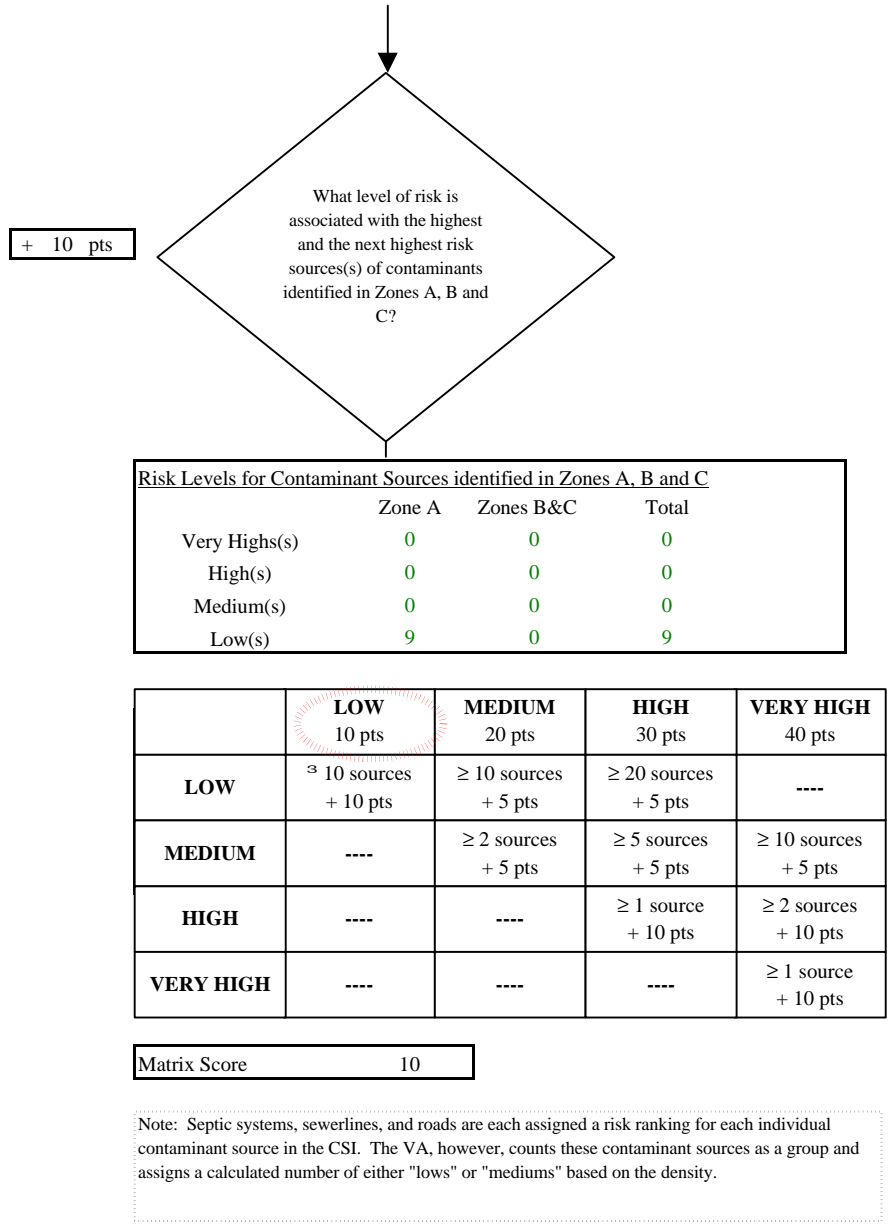 What level of risk is
associated with the highest
and the next highest risk
sources(s) of contaminants
identified in Zones A, B and
C?
+ 10 pts
Risk Levels for Contaminant Sources identified in Zones A, B and C
Zone A Zones B&C Total
Very Highs(s) 0 0 0
High(s) 0 0 0
Medium(s) 0 0 0
Low(s) 9 0 9
LOW MEDIUM HIGH VERY HIGH
10 pts 20 pts 30 pts 40 pts
LOW ³ 10 sources + 10 pts ≥ 10 sources + 5 pts ≥ 20 sources + 5 pts ----
MEDIUM ---- ≥ 2 sources + 5 pts ≥ 5 sources + 5 pts ≥ 10 sources + 5 pts
HIGH ---- ---- ≥ 1 source + 10 pts ≥ 2 sources + 10 pts
VERY HIGH ---- ---- ---- ≥ 1 source + 10 pts
Matrix Score 10
Note: Septic systems, sewerlines, and roads are each assigned a risk ranking for each individual
contaminant source in the CSI. The VA, however, counts these contaminant sources as a group and
assigns a calculated number of either "lows" or "mediums" based on the density.